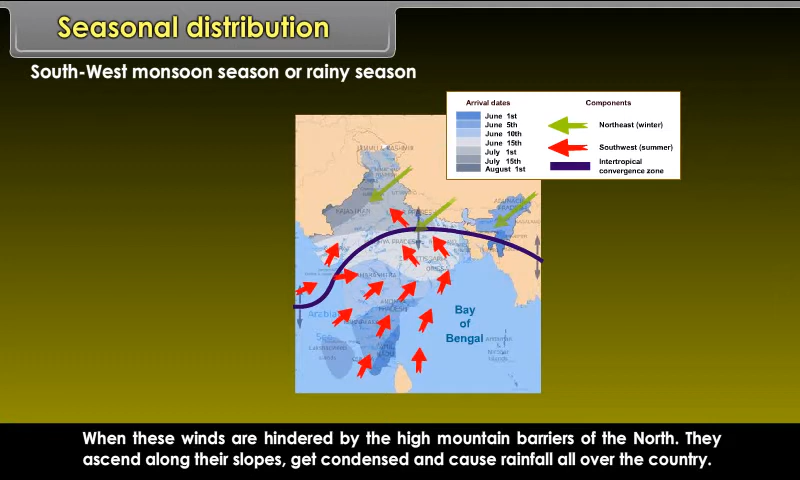 Seasonal distribution
South-West monsoon season or rainy season
Arrival dates
Components
June 1st
June 5th
June 10th
June 15th
July 1st
July 15th
August 1st
Northeast (winter)
Southwest (summer)
Intertropical
convergence zone
JAMMU & KASHMIR
RAJASTHAN
Bay
of
Bengal
When these winds are hindered by the high mountain barriers of the North. They
ascend along their slopes, get condensed and cause rainfall all over the country.